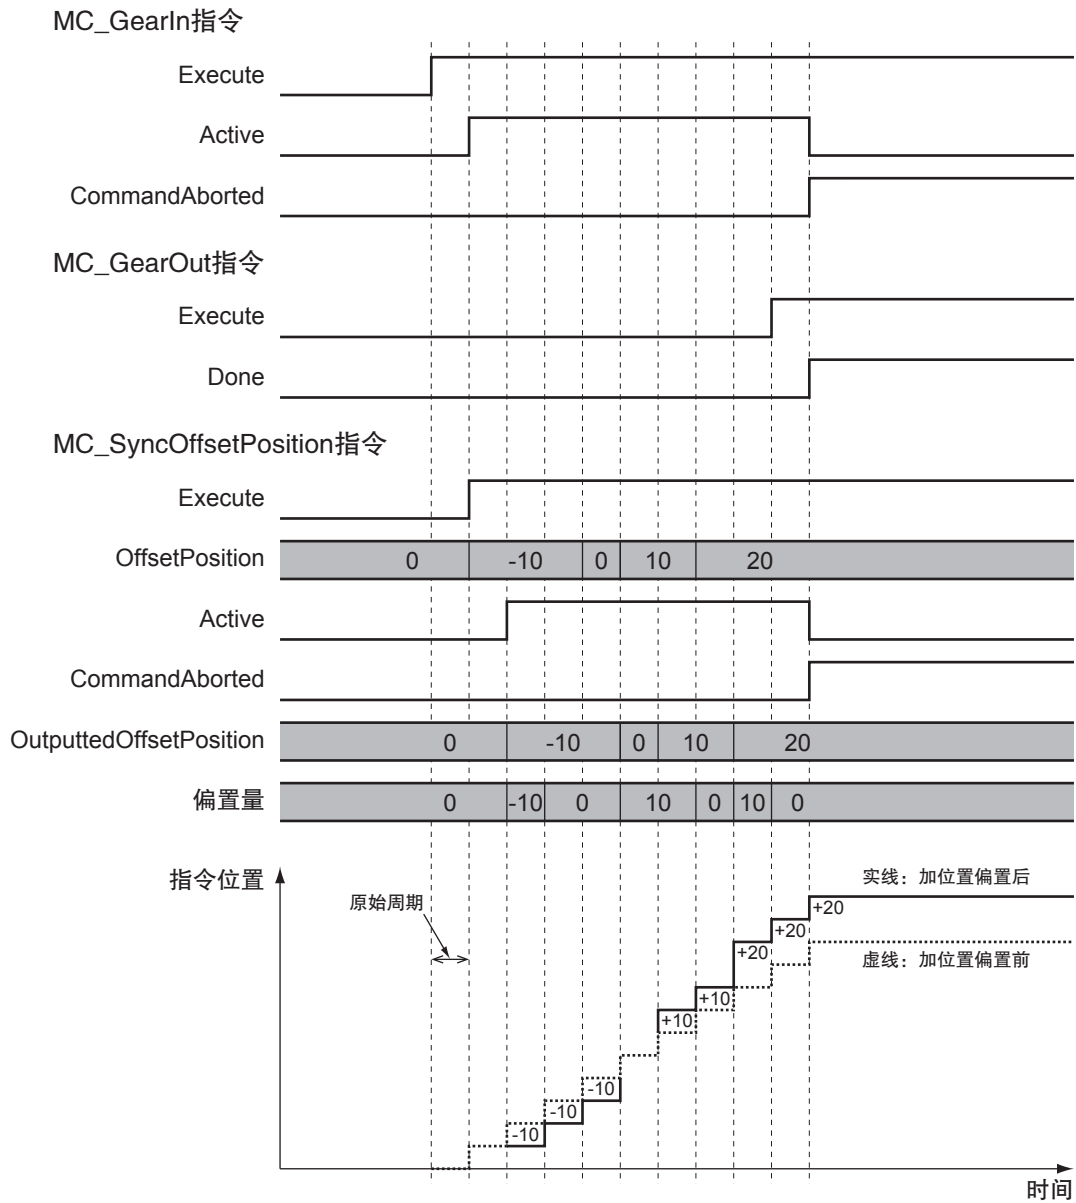 MC_GearIn指令
Execute
Active
CommandAborted
MC_GearOut指令
Execute
Done
MC_SyncOffsetPosition指令
Execute
OffsetPosition 0 -10 0 10 20
Active
CommandAborted
OutputtedOffsetPosition 0 -10 0 10 20
偏置量 0 -10 0 10 0 10 0
指令位置
实线：加位置偏置后
原始周期
+20
+20
+20
虚线：加位置偏置前
+10
+10
-10
-10
-10
时间